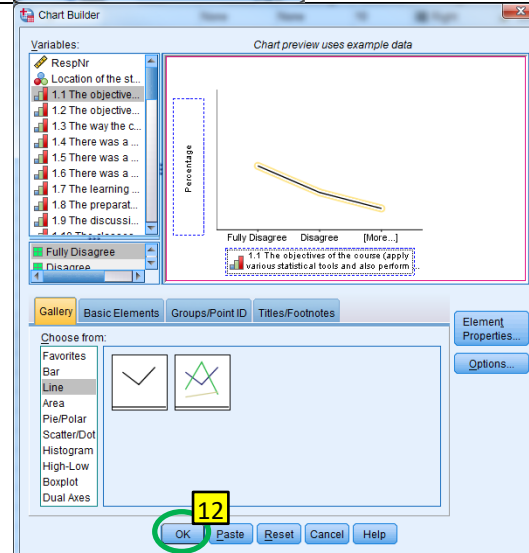 Chart Builder
Variables:
Chart preview uses example data
RespNr
Location of the st...
1.1 The objective...
1.2 The objective...
1.3 The way the c...
1.4 There was a ...
1.5 There was a ...
1.6 There was a ...
1.7 The learning ...
1.8 The preparat...
1.9 The discussi...
Fully Disagree
Disagree
Percentage
Fully Disagree Disagree [More...]
1.1 The objectives of the course (apply
various statistical tools and also perform ...
Gallery Basic Elements Groups/Point ID Titles/Footnotes
Choose from:
Favorites
Bar
Line
Area
Pie/Polar
Scatter/Dot
Histogram
High-Low
Boxplot
Dual Axes
Element
Properties...
Options...
12
OK Paste Reset Cancel Help